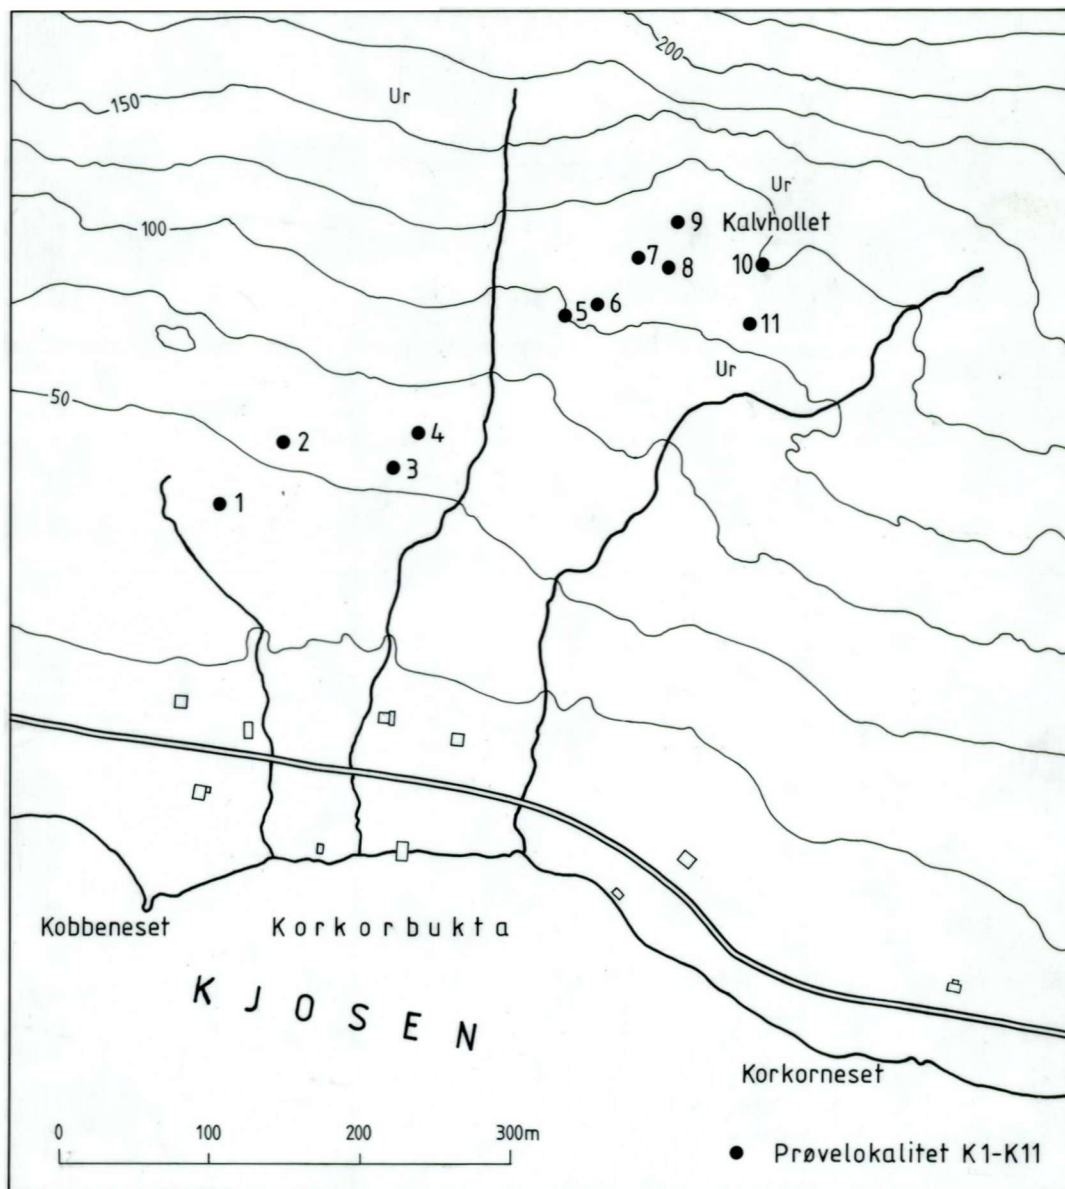 200
150
Ur
Ur
9 Kalvhollet
100
7
8
10
5
6
11
Ur
50
4
2
3
1
Kobbeneset
Korkorbukta
KJOSEN
Korkorneset
0 100 200 300m
Prøvelokalitet K1-K11